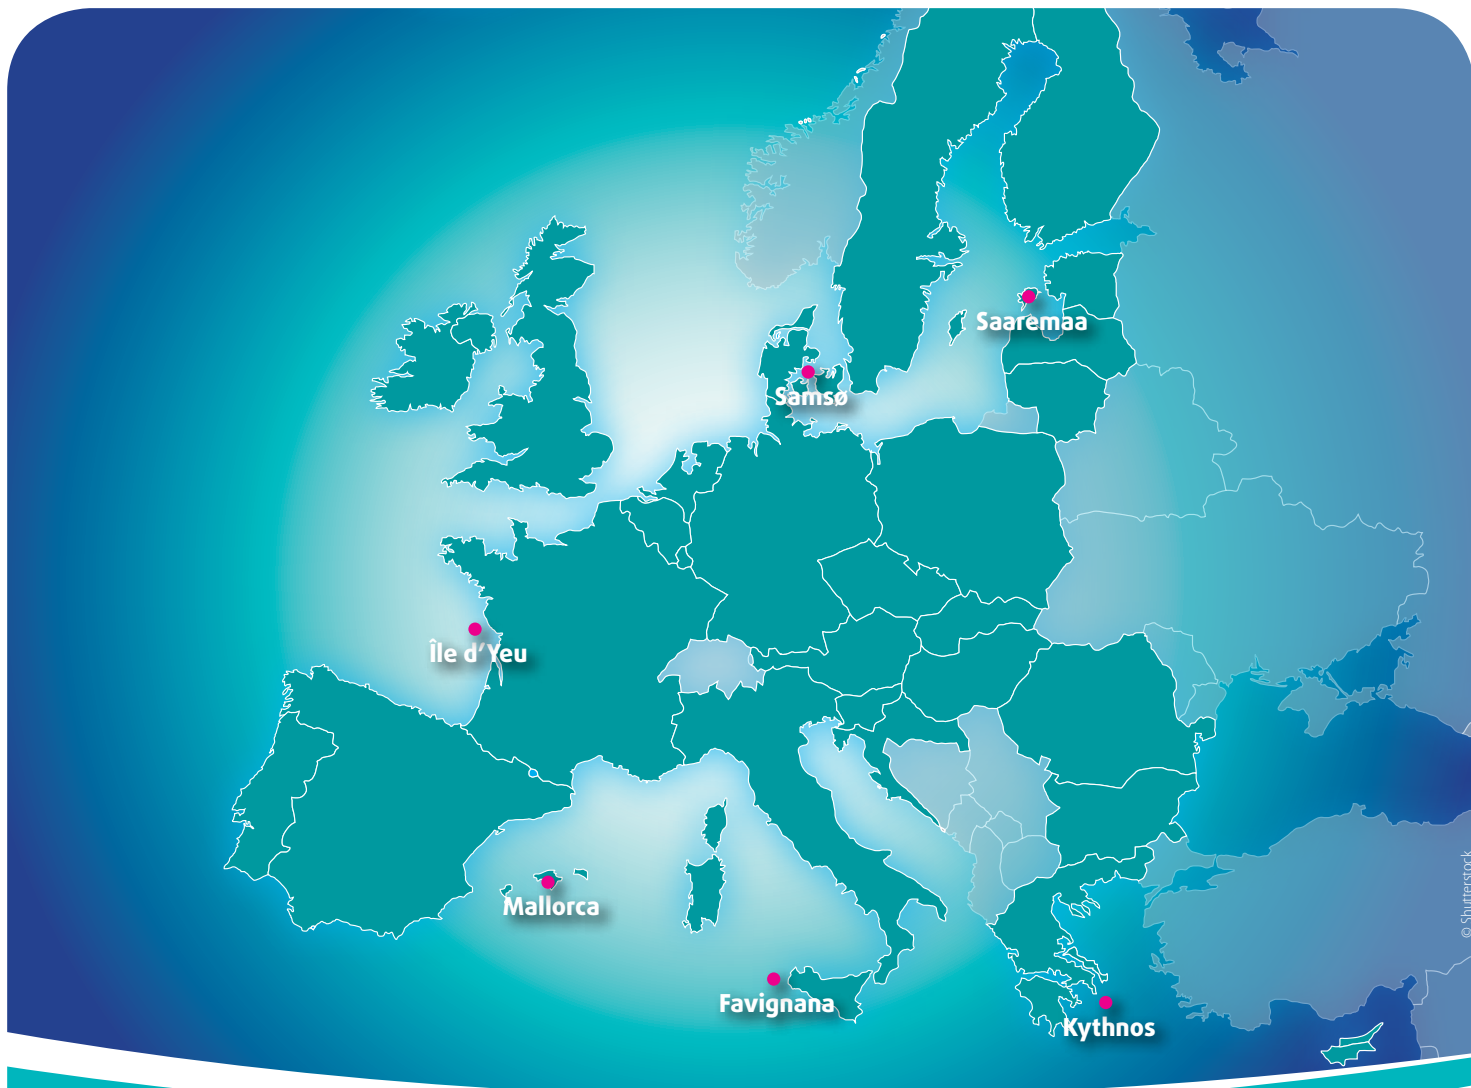 Saaremaa
Samsø
Île d'Yeu
Mallorca
Favignana
Kythnos
© Shutterstock